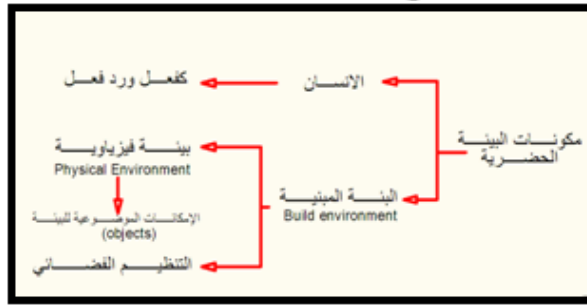 مكونات البيئة
الحضرية
الانسان
كفعل ورد فعل
البنة المبنية
Build environment
بيئة فيزياوية
Physical Environment
الإمكانات الموضوعية للبيئة
(objects)
التنظيم الفضائي